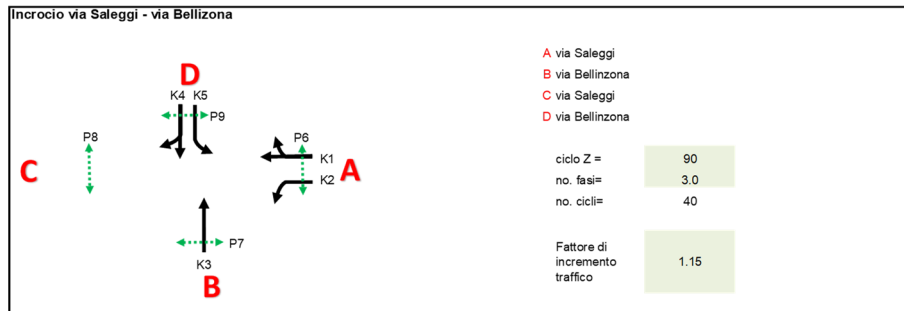 Incrocio via Saleggi - via Bellizona
A via Saleggi
B via Bellinzona
C via Saleggi
D via Bellinzona
D
K4 K5
P9
P8
P6
K1
C
A
K2
P7
K3
B
ciclo Z = 90
no. fasi= 3.0
no. cicli= 40
Fattore di
incremento 1.15
traffico